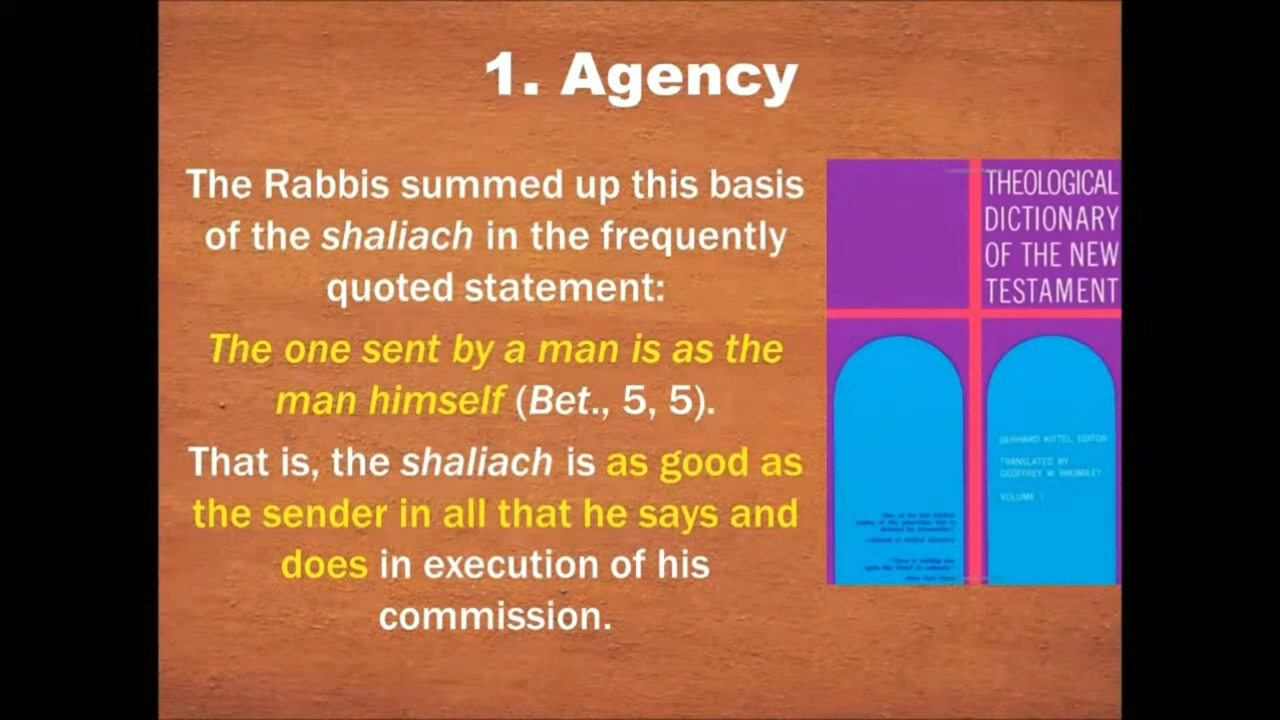 1. Agency
The Rabbis summed up this basis
of the shaliach in the frequently
quoted statement:
The one sent by a man is as the
man himself (Bet., 5, 5).
That is, the shaliach is as good as
the sender in all that he says and
does in execution of his
commission.
THEOLOGICAL
DICTIONARY
OF THE NEW
TESTAMENT
GERHARD KITTEL, EDITOR
TRANSLATED BY
GEOFFREY W. BROMILEY
VOLUME I